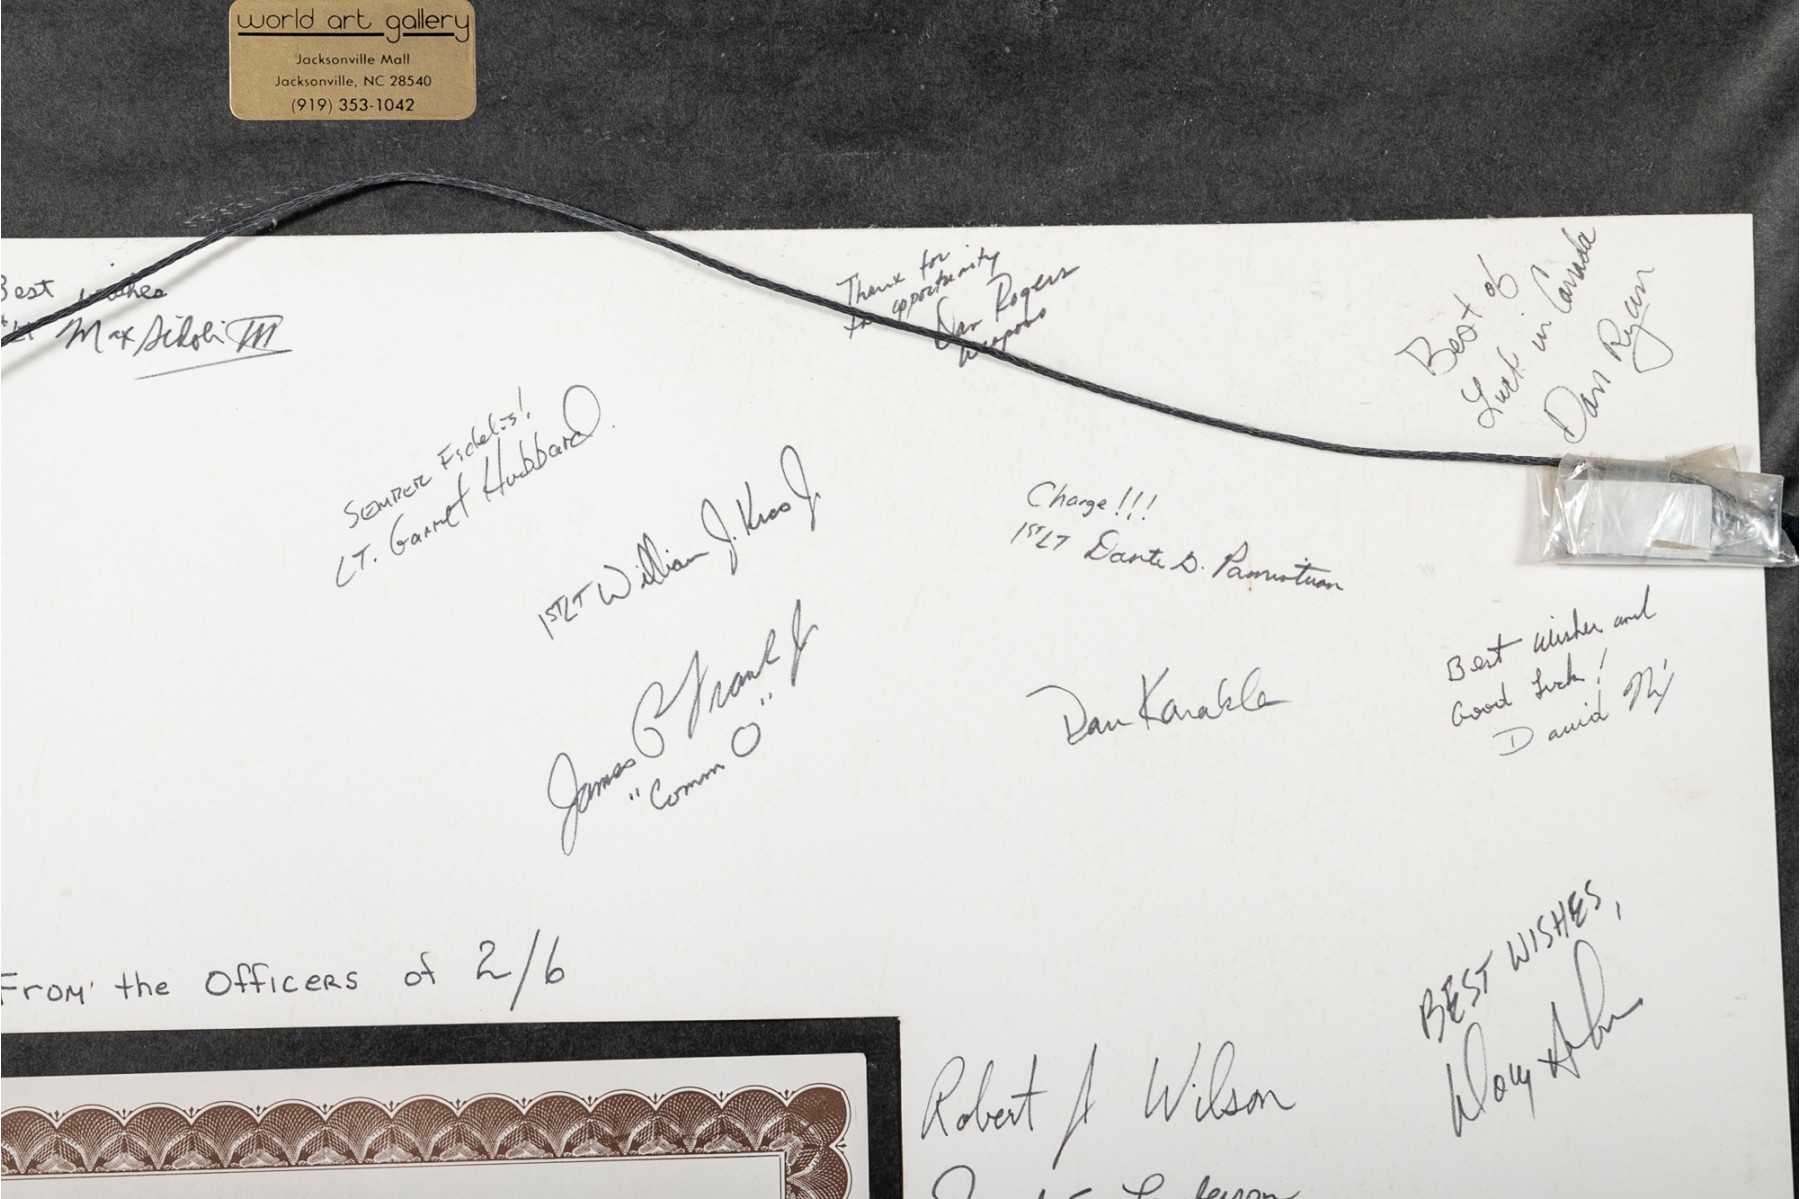 world art gallery
Jacksonville Mall
Jacksonville, NC 28540
(919) 353-1042
Best wishes
Max III
Thanx for
the opportunity
Dan Rogers
Weapons
Best of
Luck in Canada
Dan Ryan
SEMPER Fidelis!
LT. Garret Hubbard
1stLT William J. Kros Jr
Charge!!!
1stLT Dante D. Pamintuan
James G Frank Jr
"Comm O"
Dan Karakla
Best Wishes and
Good Luck!
David
From the Officers of 2/6
BEST WISHES,
Robert A Wilson